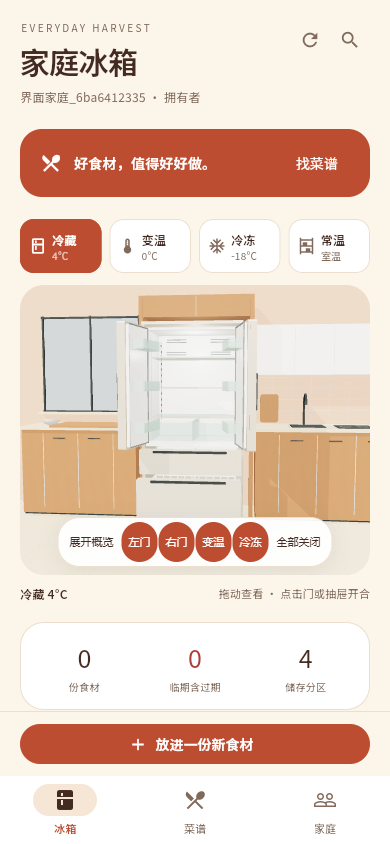 EVERYDAY HARVEST
家庭冰箱
界面家庭_6ba6412335 · 拥有者
好食材，值得好好做。 找菜谱
冷藏 变温 冷冻 常温
4°C 0°C -18°C 室温
展开概览 左门 右门 变温 冷冻 全部关闭
冷藏 4°C 拖动查看 · 点击门或抽屉开合
0 0 4
份食材 临期含过期 储存分区
+ 放进一份新食材
冰箱 菜谱 家庭